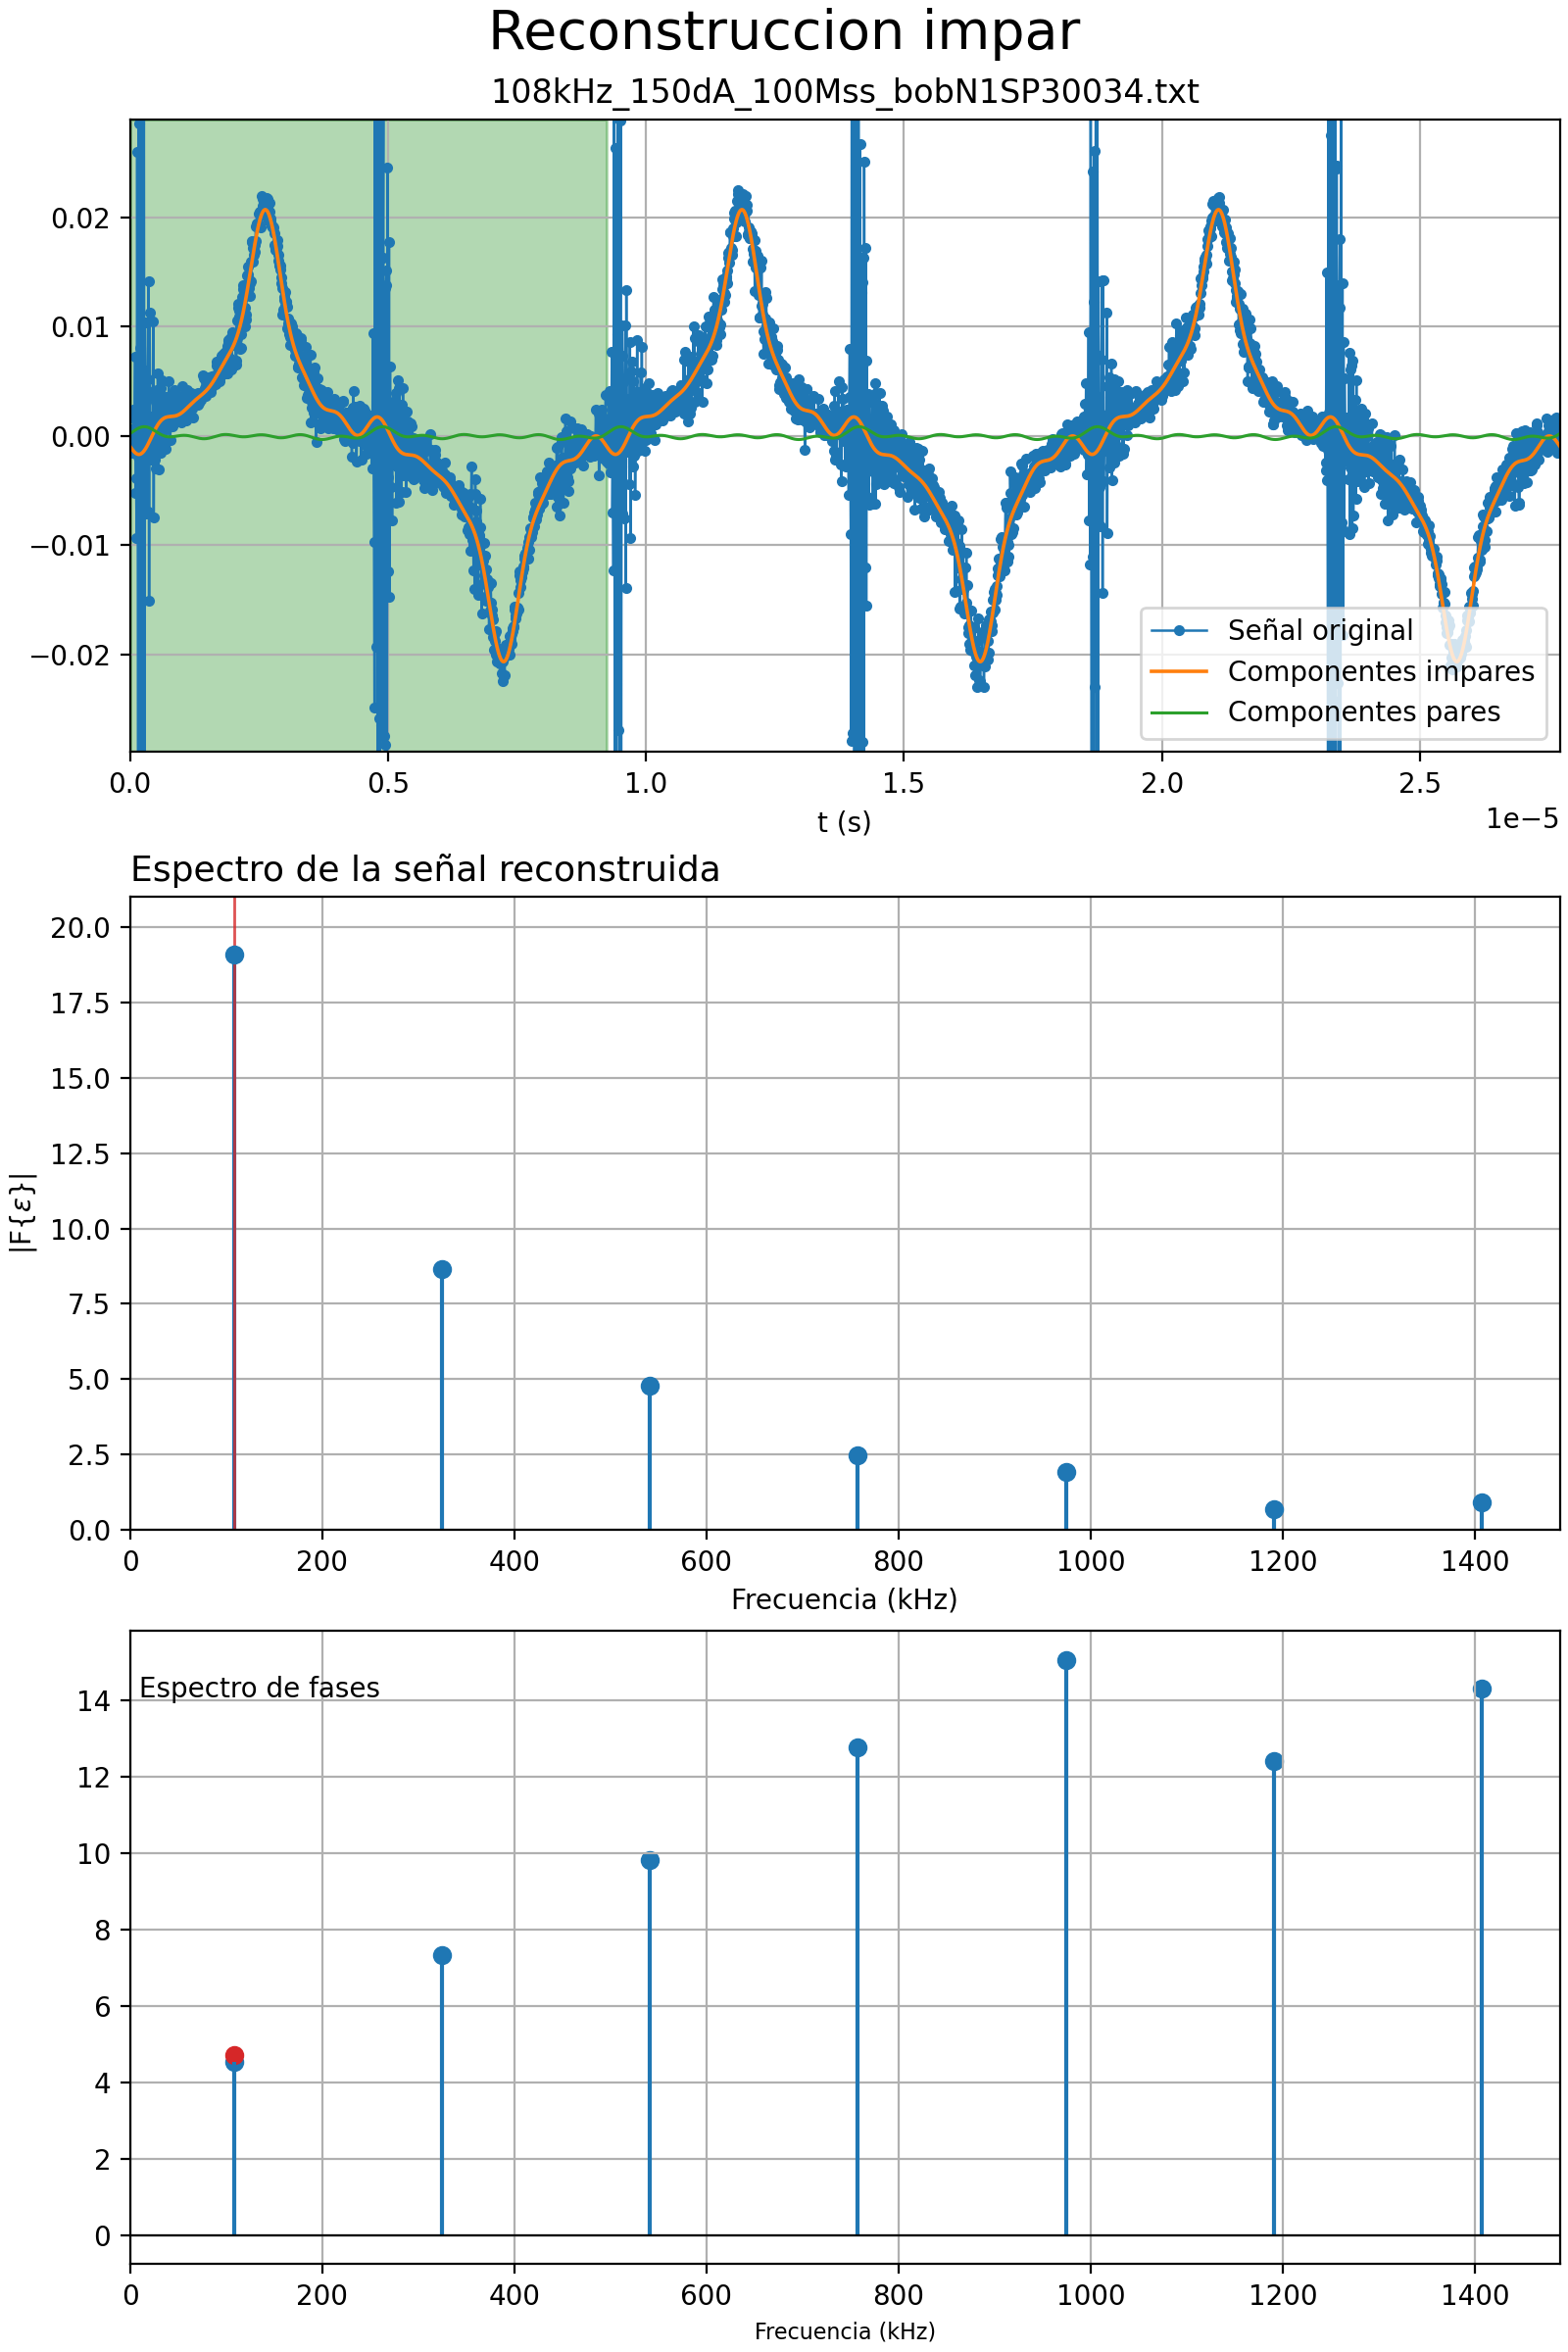 Reconstruccion impar
108kHz_150dA_100Mss_bobN1SP30034.txt
0.02
0.01
0.00
−0.01
−0.02
Señal original
Componentes impares
Componentes pares
0.0 0.5 1.0 1.5 2.0 2.5
1e−5
t (s)
Espectro de la señal reconstruida
20.0
17.5
15.0
12.5
10.0
7.5
5.0
2.5
0.0
|F{ε}|
0 200 400 600 800 1000 1200 1400
Frecuencia (kHz)
Espectro de fases
14
12
10
8
6
4
2
0
0 200 400 600 800 1000 1200 1400
Frecuencia (kHz)